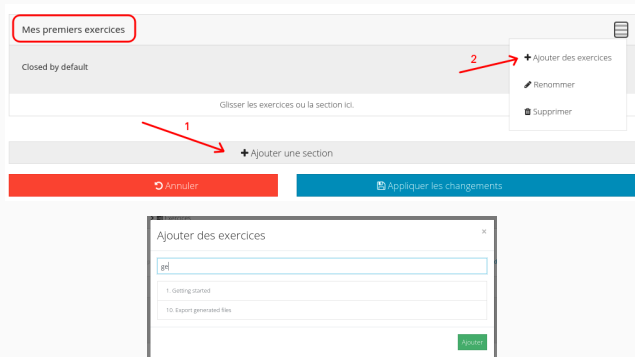 Mes premiers exercices
Closed by default
2
Ajouter des exercices
Renommer
Supprimer
Glisser les exercices ou la section ici.
1
Ajouter une section
Annuler
Appliquer les changements
Ajouter des exercices
×
ge
1. Getting started
10. Export generated files
Ajouter